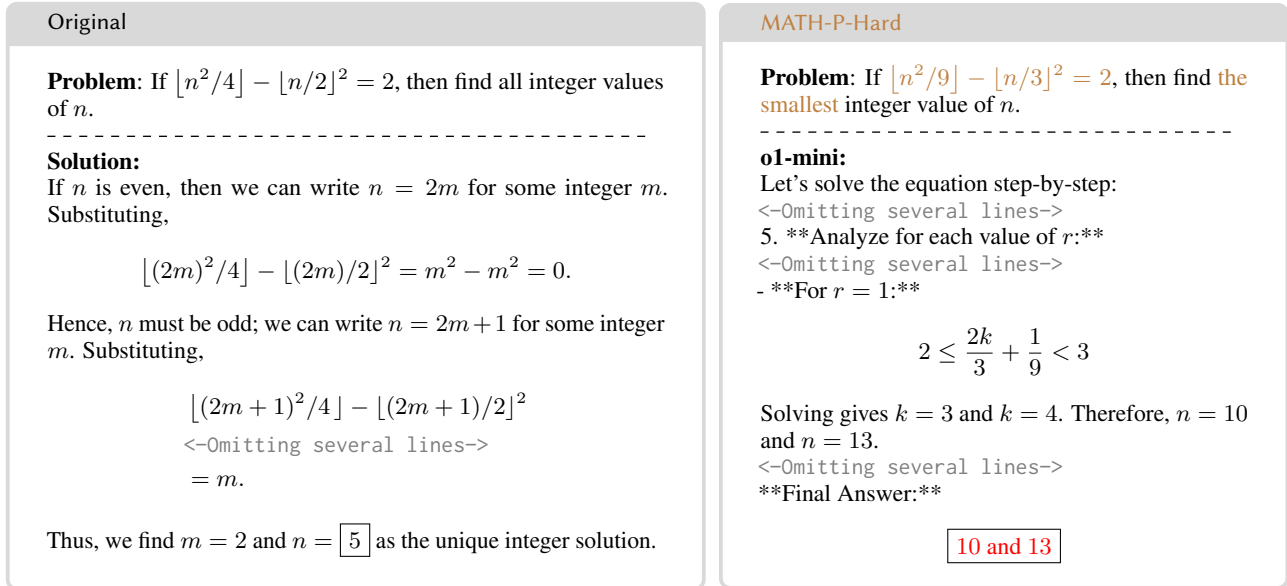 Original
Problem: If ⌊n²/4⌋ − ⌊n/2⌋² = 2, then find all integer values
of n.
Solution:
If n is even, then we can write n = 2m for some integer m.
Substituting,
⌊(2m)²/4⌋ − ⌊(2m)/2⌋² = m² − m² = 0.
Hence, n must be odd; we can write n = 2m + 1 for some integer
m. Substituting,
⌊(2m + 1)²/4⌋ − ⌊(2m + 1)/2⌋²
<-Omitting several lines->
= m.
Thus, we find m = 2 and n = 5 as the unique integer solution.
MATH-P-Hard
Problem: If ⌊n²/9⌋ − ⌊n/3⌋² = 2, then find the
smallest integer value of n.
o1-mini:
Let's solve the equation step-by-step:
<-Omitting several lines->
5. **Analyze for each value of r:**
<-Omitting several lines->
- **For r = 1:**
2 ≤ 2k/3 + 1/9 < 3
Solving gives k = 3 and k = 4. Therefore, n = 10
and n = 13.
<-Omitting several lines->
**Final Answer:**
10 and 13